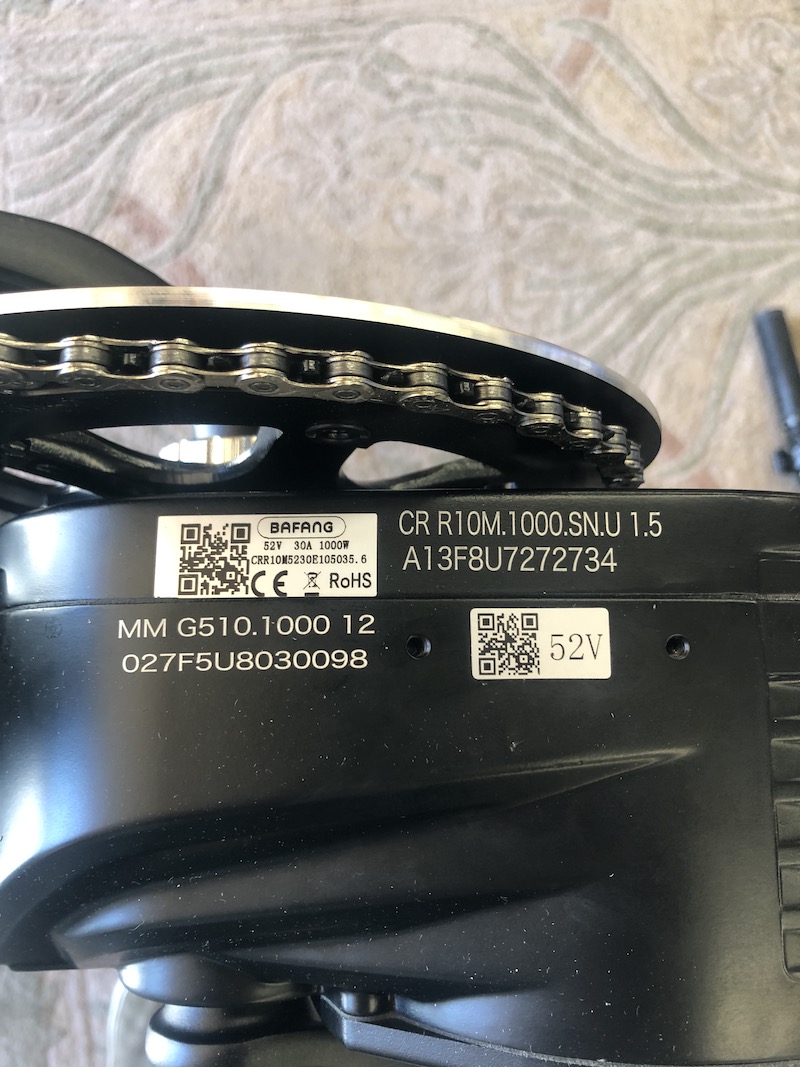 BAFANG
52V 30A 1000W
CRR10M5230E105035.6
CE RoHS
CR R10M.1000.SN.U 1.5
A13F8U7272734
MM G510.1000 12
027F5U8030098
52V